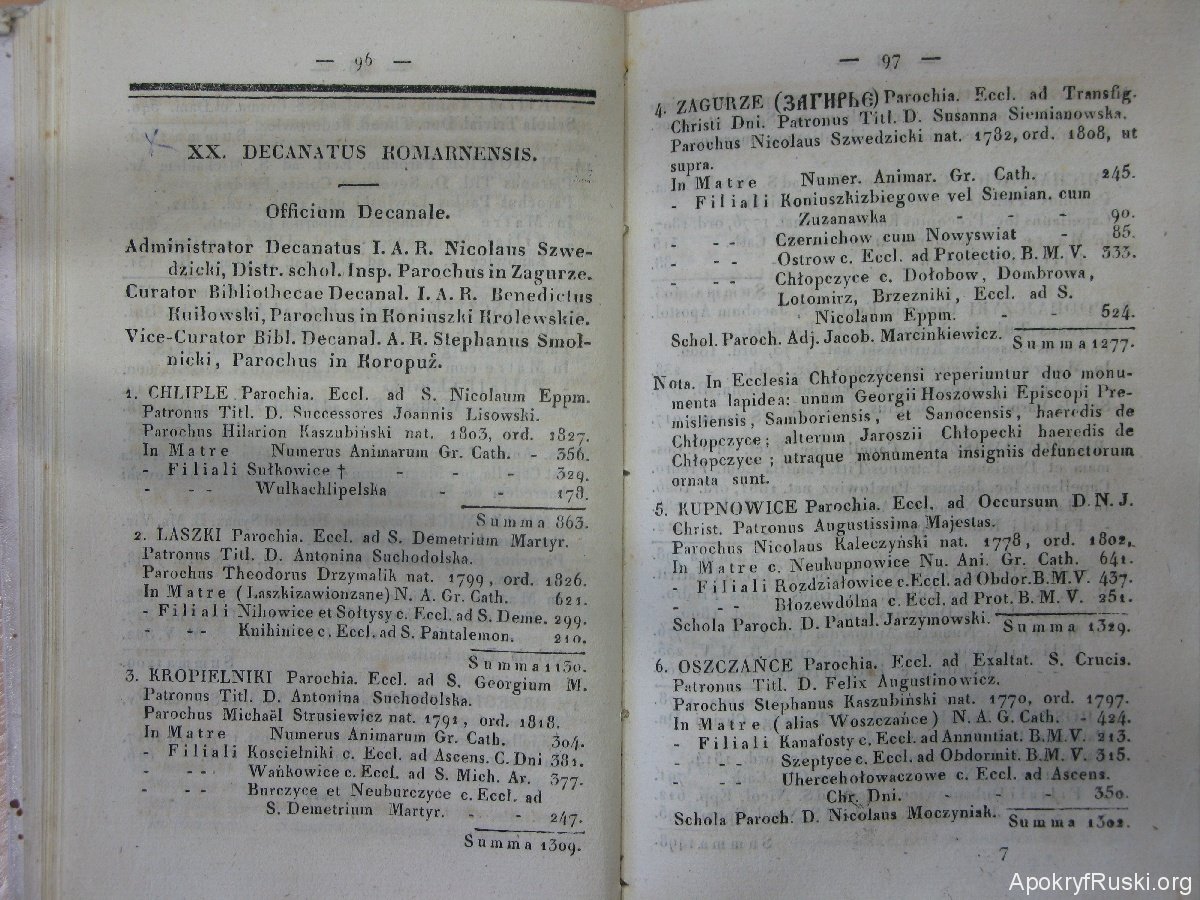 — 96 —
XX. DECANATUS KOMARNENSIS.
Officium Decanale.
Administrator Decanatus I. A. R. Nicolaus Szwe-
dzicki, Distr. schol. Insp. Parochus in Zagurze.
Curator Bibliothecae Decanal. I. A. R. Benedictus
Kuiłowski, Parochus in Koniuszki Krolewskie.
Vice-Curator Bibl. Decanal. A. R. Stephanus Smol-
nicki, Parochus in Koropuż.
1. CHLIPLE Parochia. Eccl. ad S. Nicolaum Eppm.
Patronus Titl. D. Successores Joannis Lisowski.
Parochus Hilarion Kaszubiński nat. 1803, ord. 1827.
In Matre Numerus Animarum Gr. Cath. - 356.
- Filiali Sułkowice † - - - 329.
- - - Wulkachlipelska - - 178.
Summa 863.
2. LASZKI Parochia. Eccl. ad S. Demetrium Martyr.
Patronus Titl. D. Antonina Suchodolska.
Parochus Theodorus Drzymalik nat. 1799, ord. 1826.
In Matre (Laszkizawionzane) N. A. Gr. Cath. 621.
- Filiali Nihowice et Sołtysy c. Eccl. ad S. Deme. 299.
- - - Knihinice c. Eccl. ad S. Pantalemon. 210.
Summa 1130.
3. KROPIELNIKI Parochia. Eccl. ad S. Georgium M.
Patronus Titl. D. Antonina Suchodolska.
Parochus Michaël Strusiewicz nat. 1791, ord. 1818.
In Matre Numerus Animarum Gr. Cath. 304.
- Filiali Koscielniki c. Eccl. ad Ascens. C. Dni 381.
- - - Wańkowice c. Eccl. ad S. Mich. Ar. 377.
- - - Burczyce et Neuburczyce c. Eccl. ad
S. Demetrium Martyr. - - 247.
Summa 1309.
— 97 —
4. ZAGURZE (ЗАГИРЬЄ) Parochia. Eccl. ad Transfig.
Christi Dni. Patronus Titl. D. Susanna Siemianowska.
Parochus Nicolaus Szwedzicki nat. 1782, ord. 1808, ut
supra.
In Matre Numer. Animar. Gr. Cath. 245.
- Filiali Koniuszkizbiegowe vel Siemian. cum
Zuzanawka - - - 90.
- - - Czernichow cum Nowyswiat - 85.
- - - Ostrow c. Eccl. ad Protectio. B. M. V. 333.
- - - Chłopczyce c. Dołobow, Dombrowa,
Lotomirz, Brzezniki, Eccl. ad S.
Nicolaum Eppm. - 524.
Schol. Paroch. Adj. Jacob. Marcinkiewicz. Summa 1277.
Nota. In Ecclesia Chłopczycensi reperiuntur duo monu-
menta lapidea: unum Georgii Hoszowski Episcopi Pre-
misliensis, Samboriensis, et Sanocensis, haeredis de
Chłopczyce; alterum Jaroszii Chłopecki haeredis de
Chłopczyce; utraque monumenta insigniis defunctorum
ornata sunt.
5. KUPNOWICE Parochia. Eccl. ad Occursum D. N. J.
Christ. Patronus Augustissima Majestas.
Parochus Nicolaus Kaleczyński nat. 1778, ord. 1802.
In Matre c. Neukupnowice Nu. Ani. Gr. Cath. 641.
- Filiali Rozdziałowice c. Eccl. ad Obdor. B. M. V. 437.
- - - Błozewdólna c. Eccl. ad Prot. B. M. V. 251.
Schola Paroch. D. Pantal. Jarzymowski. Summa 1329.
6. OSZCZAŃCE Parochia. Eccl. ad Exaltat. S. Crucis.
Patronus Titl. D. Felix Augustinowicz.
Parochus Stephanus Kaszubiński nat. 1770, ord. 1797.
In Matre (alias Woszczańce) N. A. G. Cath. - 424.
- Filiali Kanafosty c. Eccl. ad Annuntiat. B. M. V. 213.
- - - Szeptyce c. Eccl. ad Obdormit. B. M. V. 315.
- - - Uhercehołowaczowe c. Eccl. ad Ascens.
Chr. Dni. - - - 350.
Schola Paroch. D. Nicolaus Moczyniak. Summa 1302.
7
ApokryfRuski.org